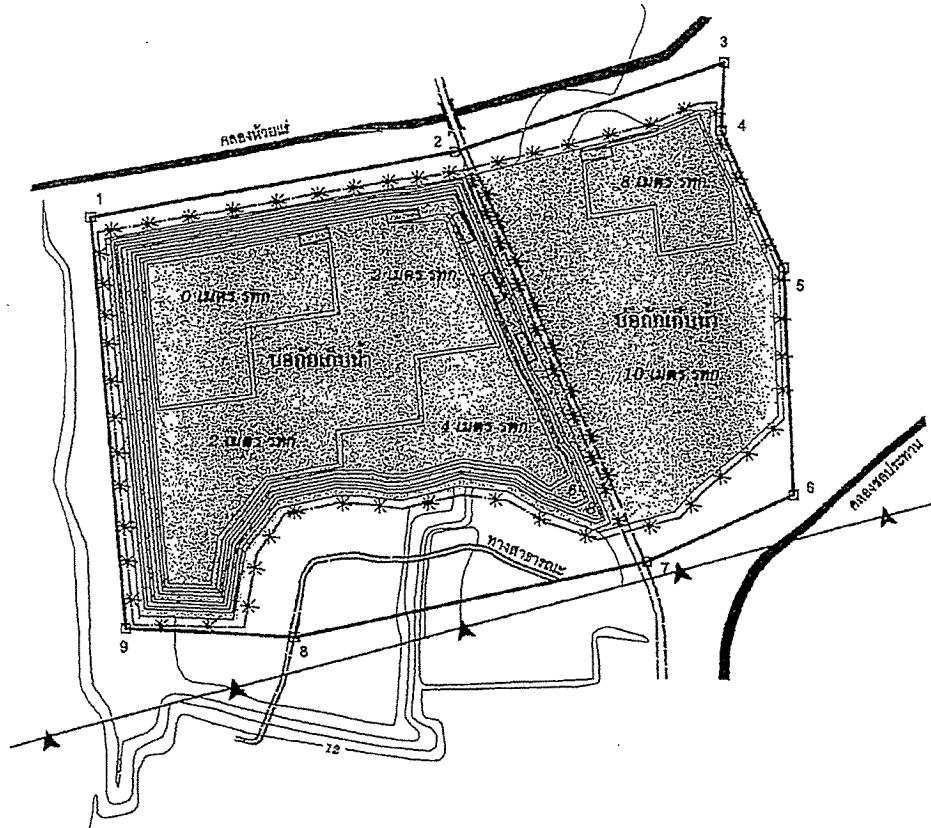 3
คลองห้วยแร่
2
4
8 เมตร รทก.
1
5
0 เมตร รทก.
2 เมตร รทก.
บ่อกักเก็บน้ำ
บ่อกักเก็บน้ำ
10 เมตร รทก.
2 เมตร รทก.
4 เมตร รทก.
6
8
6
คลองชลประทาน
ทางสาธารณะ
7
9
8
12